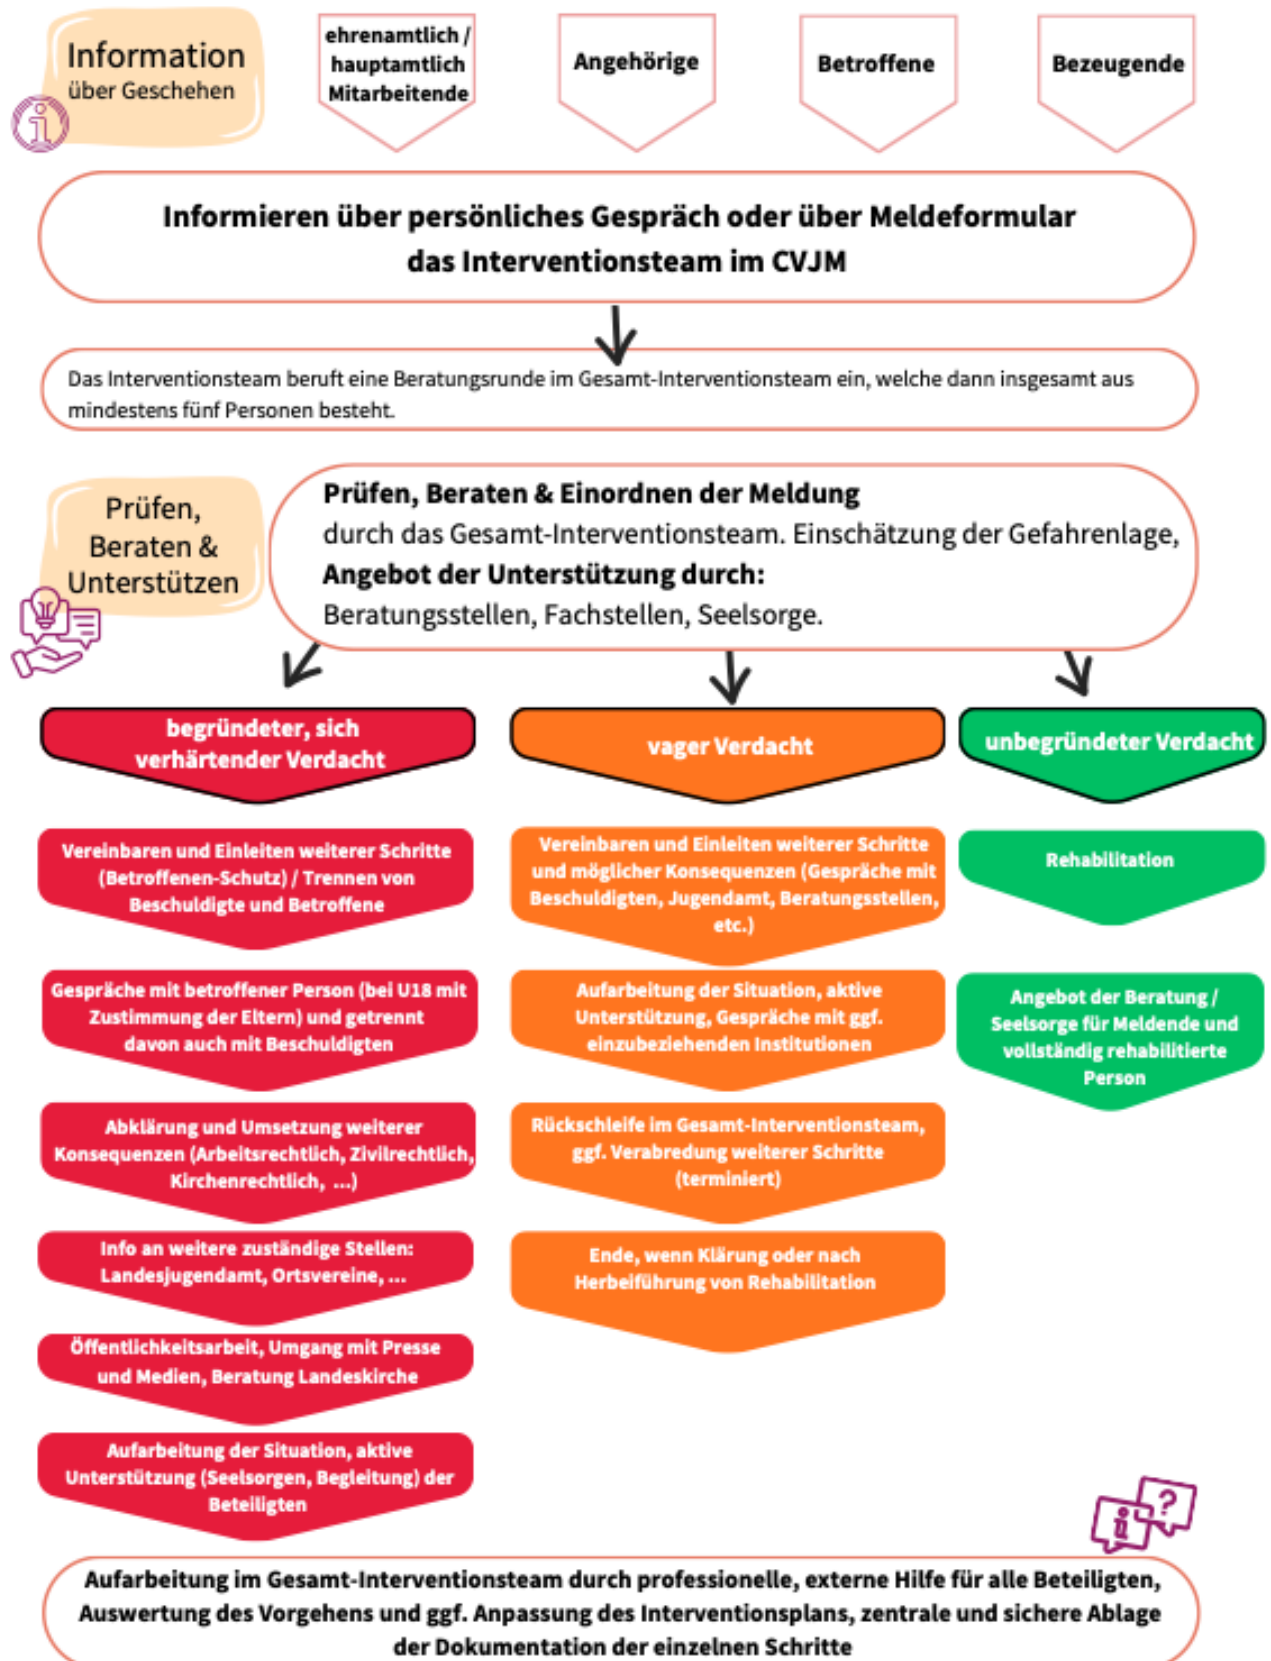 Information
über Geschehen
ehrenamtlich /
hauptamtlich
Mitarbeitende
Angehörige
Betroffene
Bezeugende
Informieren über persönliches Gespräch oder über Meldeformular
das Interventionsteam im CVJM
Das Interventionsteam beruft eine Beratungsrunde im Gesamt-Interventionsteam ein, welche dann insgesamt aus
mindestens fünf Personen besteht.
Prüfen,
Beraten &
Unterstützen
Prüfen, Beraten & Einordnen der Meldung
durch das Gesamt-Interventionsteam. Einschätzung der Gefahrenlage,
Angebot der Unterstützung durch:
Beratungsstellen, Fachstellen, Seelsorge.
begründeter, sich
verhärtender Verdacht
Vereinbaren und Einleiten weiterer Schritte
(Betroffenen-Schutz) / Trennen von
Beschuldigte und Betroffene
Gespräche mit betroffener Person (bei U18 mit
Zustimmung der Eltern) und getrennt
davon auch mit Beschuldigten
Abklärung und Umsetzung weiterer
Konsequenzen (Arbeitsrechtlich, Zivilrechtlich,
Kirchenrechtlich, ...)
Info an weitere zuständige Stellen:
Landesjugendamt, Ortsvereine, ...
Öffentlichkeitsarbeit, Umgang mit Presse
und Medien, Beratung Landeskirche
Aufarbeitung der Situation, aktive
Unterstützung (Seelsorgen, Begleitung) der
Beteiligten
vager Verdacht
Vereinbaren und Einleiten weiterer Schritte
und möglicher Konsequenzen (Gespräche mit
Beschuldigten, Jugendamt, Beratungsstellen,
etc.)
Aufarbeitung der Situation, aktive
Unterstützung, Gespräche mit ggf.
einzubeziehenden Institutionen
Rückschleife im Gesamt-Interventionsteam,
ggf. Verabredung weiterer Schritte
(terminiert)
Ende, wenn Klärung oder nach
Herbeiführung von Rehabilitation
unbegründeter Verdacht
Rehabilitation
Angebot der Beratung /
Seelsorge für Meldende und
vollständig rehabilitierte
Person
Aufarbeitung im Gesamt-Interventionsteam durch professionelle, externe Hilfe für alle Beteiligten,
Auswertung des Vorgehens und ggf. Anpassung des Interventionsplans, zentrale und sichere Ablage
der Dokumentation der einzelnen Schritte